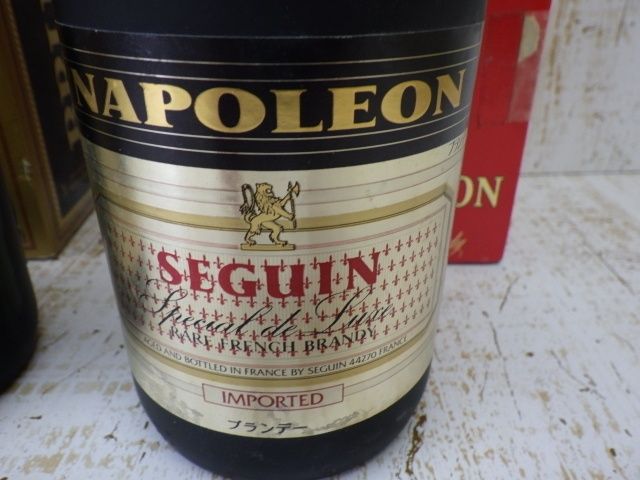 NAPOLEON
SEGUIN
Special de Luxe
RARE FRENCH BRANDY
AGED AND BOTTLED IN FRANCE BY SEGUIN 44270 FRANCE
IMPORTED
ブランデー
ON